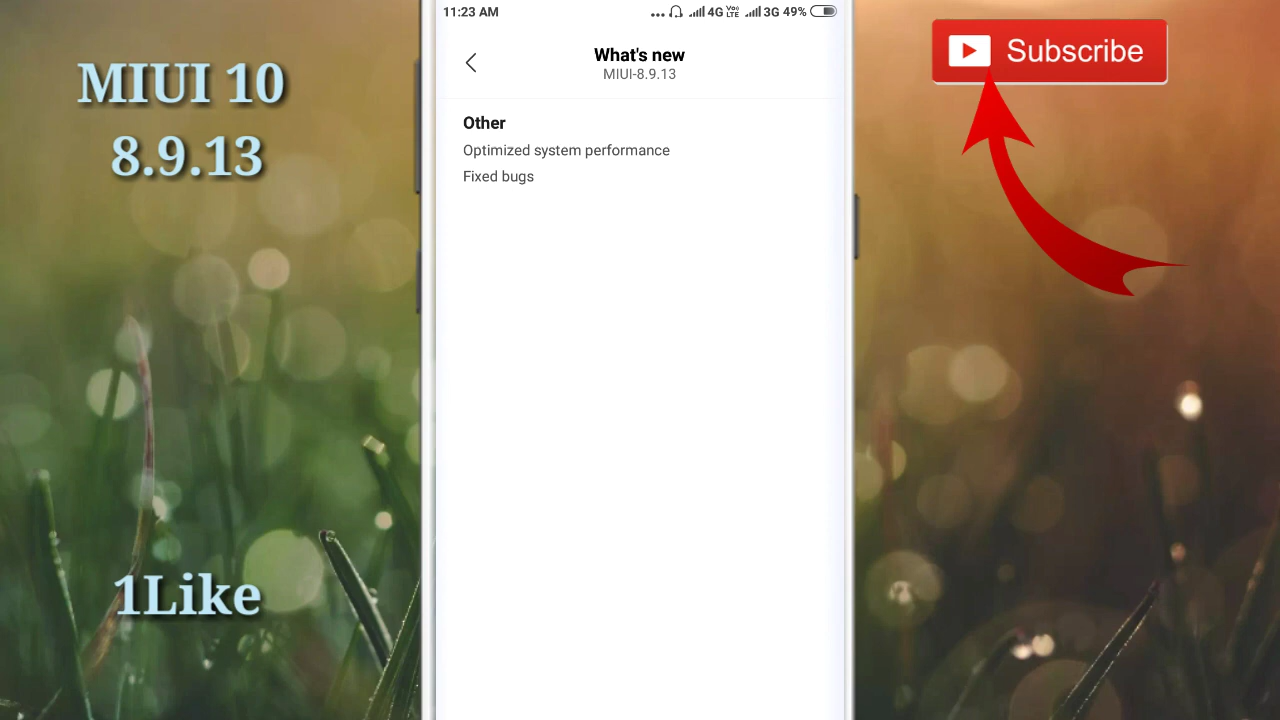 MIUI 10
8.9.13
1Like
11:23 AM
4G VoLTE 3G 49%
What's new
MIUI-8.9.13
Other
Optimized system performance
Fixed bugs
Subscribe